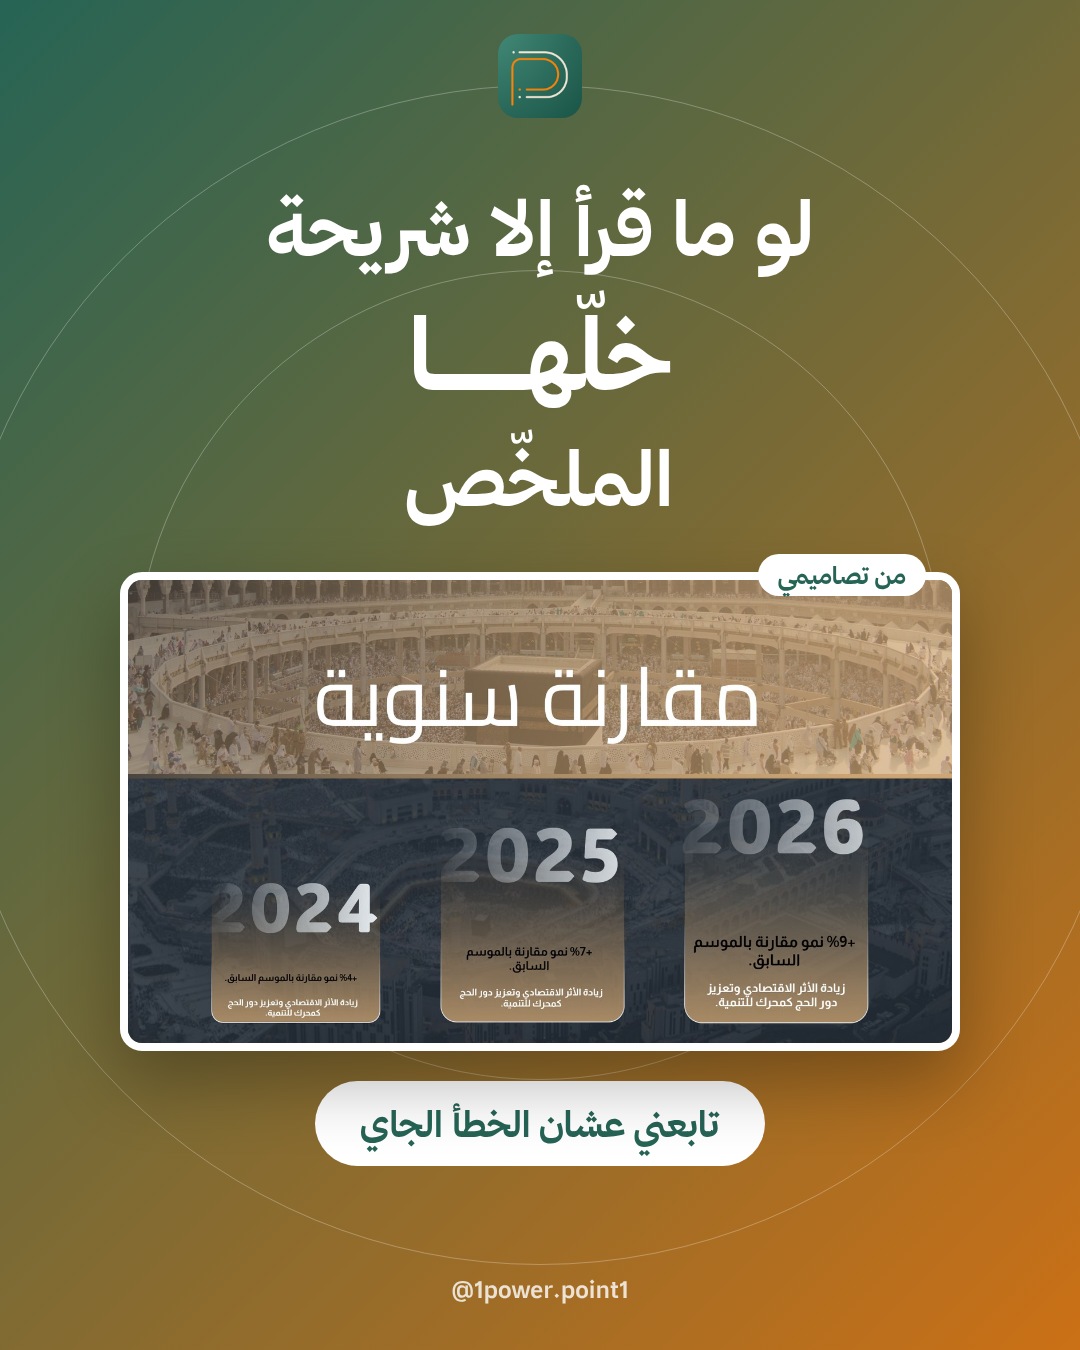 لو ما قرأ إلا شريحة
خلّهـــا
الملخّص
من تصاميمي
مقارنة سنوية
2026
+9% نمو مقارنة بالموسم
السابق.
زيادة الأثر الاقتصادي وتعزيز
دور الحج كمحرك للتنمية.
2025
+7% نمو مقارنة بالموسم
السابق.
زيادة الأثر الاقتصادي وتعزيز دور الحج
كمحرك للتنمية.
2024
+4% نمو مقارنة بالموسم السابق.
زيادة الأثر الاقتصادي وتعزيز دور الحج
كمحرك للتنمية.
تابعني عشان الخطأ الجاي
@1power.point1